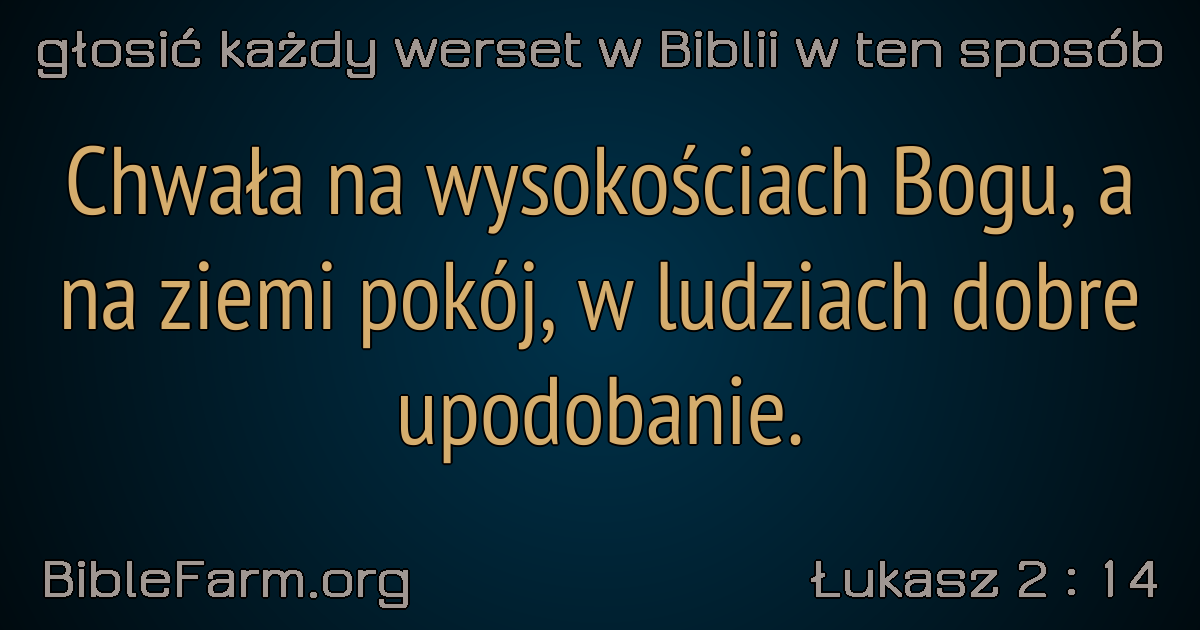 głosić każdy werset w Biblii w ten sposób
Chwała na wysokościach Bogu, a
na ziemi pokój, w ludziach dobre
upodobanie.
BibleFarm.org
Łukasz 2 : 14